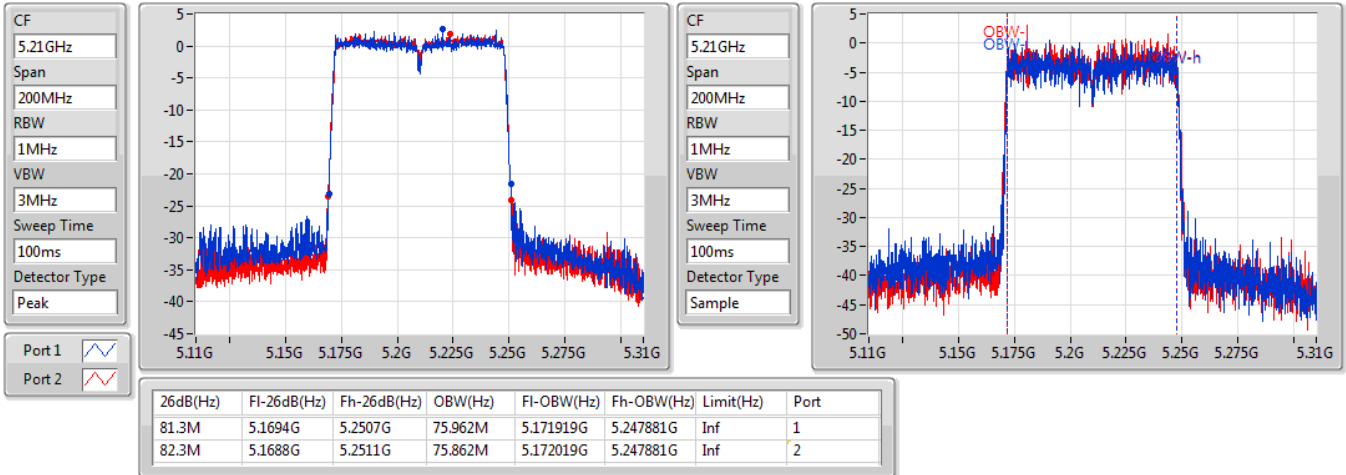 CF
5.21GHz
Span
200MHz
RBW
1MHz
VBW
3MHz
Sweep Time
100ms
Detector Type
Peak
5
0
-5
-10
-15
-20
-25
-30
-35
-40
-45
5.11G 5.15G 5.175G 5.2G 5.225G 5.25G 5.275G 5.31G
CF
5.21GHz
Span
200MHz
RBW
1MHz
VBW
3MHz
Sweep Time
100ms
Detector Type
Sample
5
0
-5
-10
-15
-20
-25
-30
-35
-40
-45
-50
OBW-l
OBW-l
OBW-h
5.11G 5.15G 5.175G 5.2G 5.225G 5.25G 5.275G 5.31G
Port 1
Port 2
26dB(Hz) Fl-26dB(Hz) Fh-26dB(Hz) OBW(Hz) Fl-OBW(Hz) Fh-OBW(Hz) Limit(Hz) Port
81.3M 5.1694G 5.2507G 75.962M 5.171919G 5.247881G Inf 1
82.3M 5.1688G 5.2511G 75.862M 5.172019G 5.247881G Inf 2